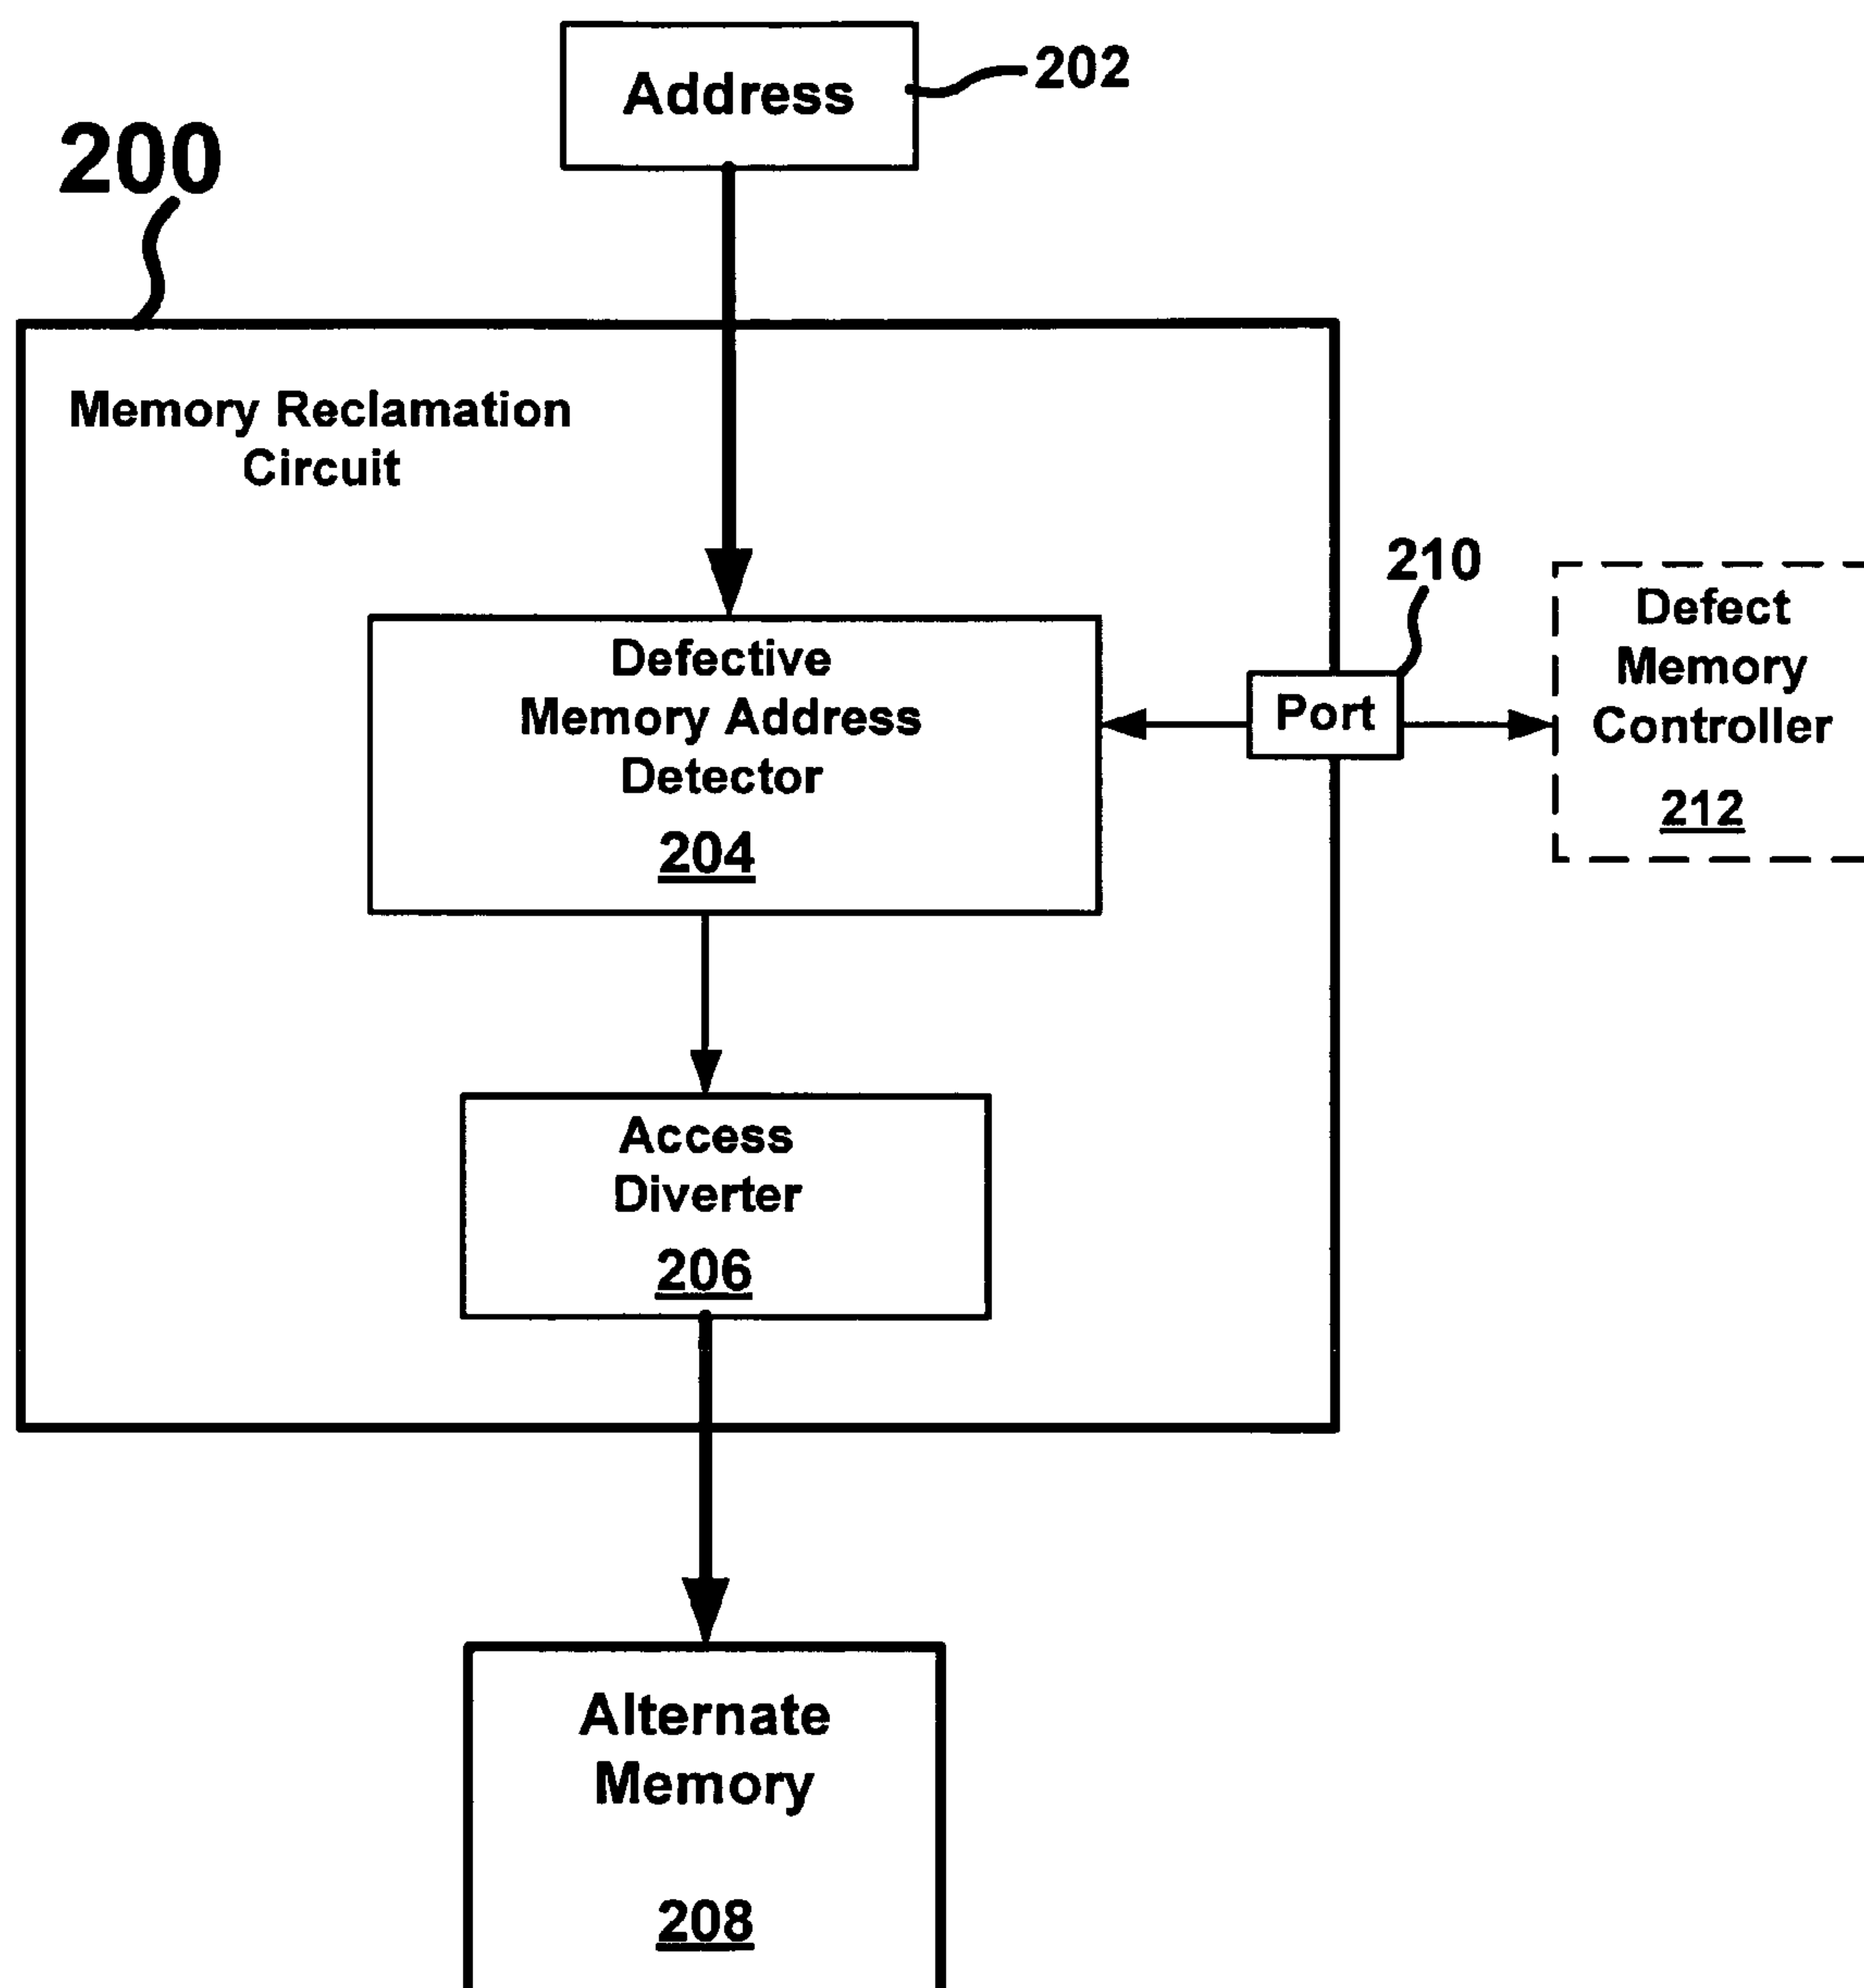 Address
202
200
Memory Reclamation
Circuit
210
Defect
Memory
Controller
212
Defective
Memory Address
Detector
204
Port
Access
Diverter
206
Alternate
Memory
208